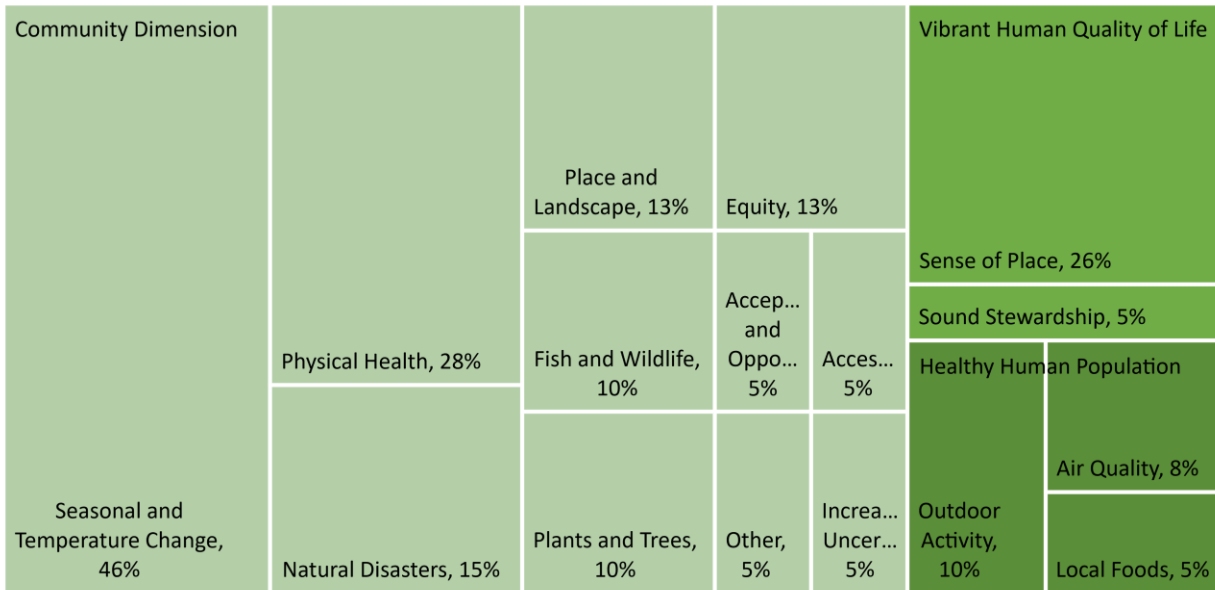 Community Dimension
Seasonal and
Temperature Change,
46%
Physical Health, 28%
Natural Disasters, 15%
Place and
Landscape, 13%
Equity, 13%
Fish and Wildlife,
10%
Accep...
and
Oppo...
5%
Acces...
5%
Plants and Trees,
10%
Other,
5%
Increa...
Uncer...
5%
Vibrant Human Quality of Life
Sense of Place, 26%
Sound Stewardship, 5%
Healthy Human Population
Outdoor
Activity,
10%
Air Quality, 8%
Local Foods, 5%